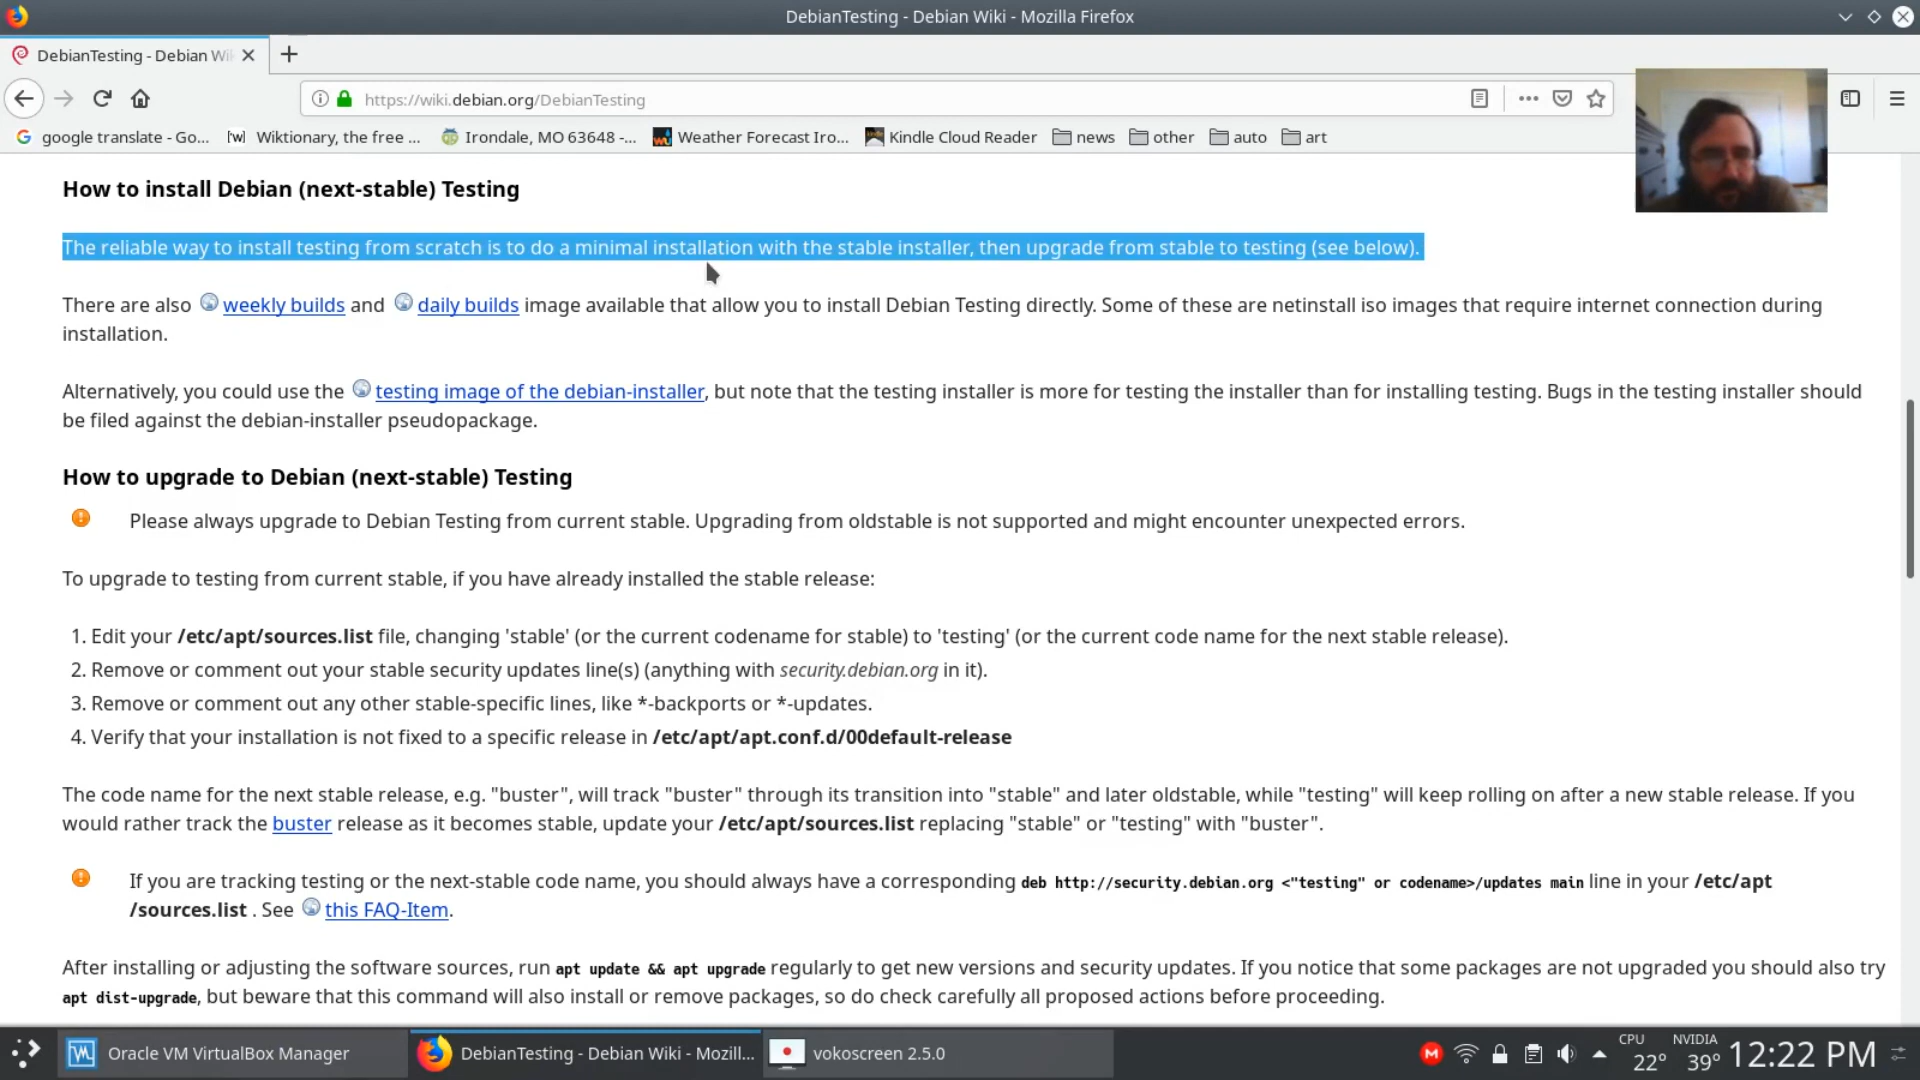 DebianTesting - Debian Wiki - Mozilla Firefox
DebianTesting - Debian Wi
https://wiki.debian.org/DebianTesting
google translate - Go...
Wiktionary, the free ...
Irondale, MO 63648 -...
Weather Forecast Iro...
Kindle Cloud Reader
news
other
auto
art
How to install Debian (next-stable) Testing
The reliable way to install testing from scratch is to do a minimal installation with the stable installer, then upgrade from stable to testing (see below).
There are also weekly builds and daily builds image available that allow you to install Debian Testing directly. Some of these are netinstall iso images that require internet connection during
installation.
Alternatively, you could use the testing image of the debian-installer, but note that the testing installer is more for testing the installer than for installing testing. Bugs in the testing installer should
be filed against the debian-installer pseudopackage.
How to upgrade to Debian (next-stable) Testing
Please always upgrade to Debian Testing from current stable. Upgrading from oldstable is not supported and might encounter unexpected errors.
To upgrade to testing from current stable, if you have already installed the stable release:
1. Edit your /etc/apt/sources.list file, changing 'stable' (or the current codename for stable) to 'testing' (or the current code name for the next stable release).
2. Remove or comment out your stable security updates line(s) (anything with security.debian.org in it).
3. Remove or comment out any other stable-specific lines, like *-backports or *-updates.
4. Verify that your installation is not fixed to a specific release in /etc/apt/apt.conf.d/00default-release
The code name for the next stable release, e.g. "buster", will track "buster" through its transition into "stable" and later oldstable, while "testing" will keep rolling on after a new stable release. If you
would rather track the buster release as it becomes stable, update your /etc/apt/sources.list replacing "stable" or "testing" with "buster".
If you are tracking testing or the next-stable code name, you should always have a corresponding deb http://security.debian.org <"testing" or codename>/updates main line in your /etc/apt
/sources.list . See this FAQ-Item.
After installing or adjusting the software sources, run apt update && apt upgrade regularly to get new versions and security updates. If you notice that some packages are not upgraded you should also try
apt dist-upgrade, but beware that this command will also install or remove packages, so do check carefully all proposed actions before proceeding.
Oracle VM VirtualBox Manager
DebianTesting - Debian Wiki - Mozill...
vokoscreen 2.5.0
CPU
22°
NVIDIA
39°
12:22 PM